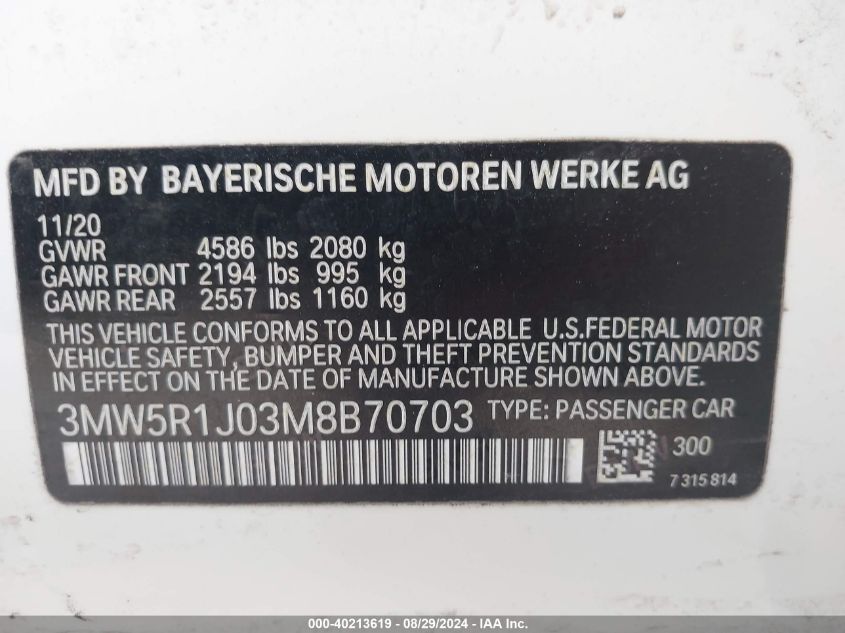 MFD BY BAYERISCHE MOTOREN WERKE AG
11/20
GVWR 4586 lbs 2080 kg
GAWR FRONT 2194 lbs 995 kg
GAWR REAR 2557 lbs 1160 kg
THIS VEHICLE CONFORMS TO ALL APPLICABLE U.S.FEDERAL MOTOR
VEHICLE SAFETY, BUMPER AND THEFT PREVENTION STANDARDS
IN EFFECT ON THE DATE OF MANUFACTURE SHOWN ABOVE.
3MW5R1J03M8B70703 TYPE: PASSENGER CAR
300
7 315 814
000-40213619 - 08/29/2024 - IAA Inc.